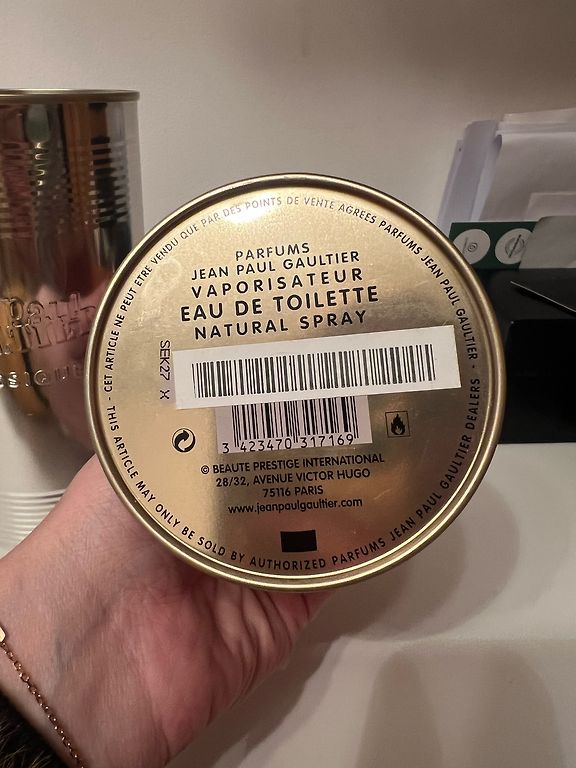 - CET ARTICLE NE PEUT ETRE VENDU QUE PAR DES POINTS DE VENTE AGREES PARFUMS JEAN PAUL GAULTIER -
THIS ARTICLE MAY ONLY BE SOLD BY AUTHORIZED PARFUMS JEAN PAUL GAULTIER DEALERS -
PARFUMS
JEAN PAUL GAULTIER
VAPORISATEUR
EAU DE TOILETTE
NATURAL SPRAY
SEK27 X
3 423470 317169
© BEAUTE PRESTIGE INTERNATIONAL
28/32, AVENUE VICTOR HUGO
75116 PARIS
www.jeanpaulgaultier.com